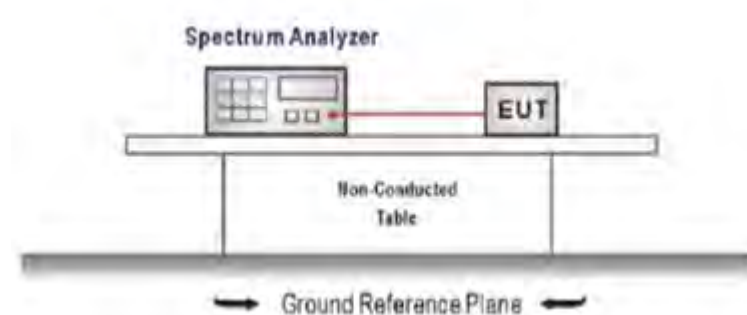 Spectrum Analyzer
EUT
Non-Conducted
Table
Ground Reference Plane